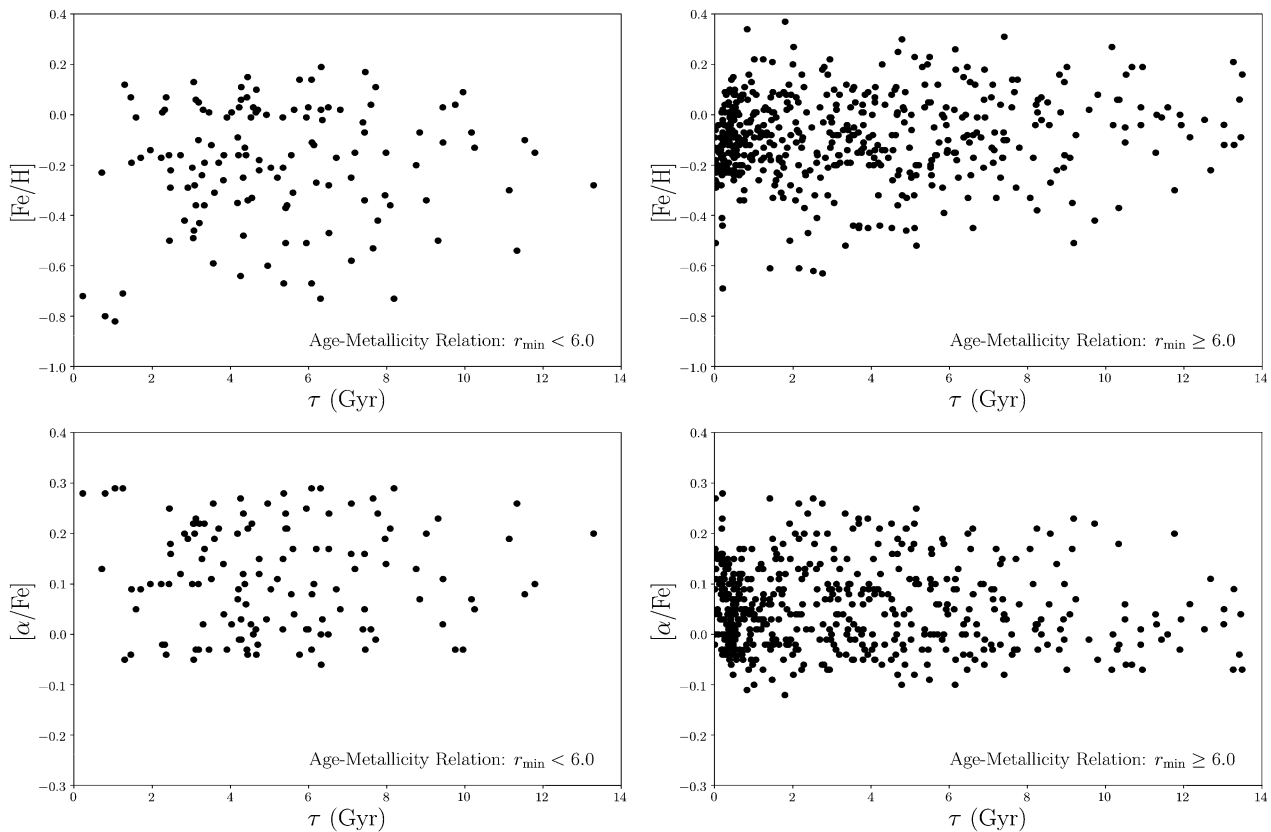 0.4
0.2
0.0
−0.2
−0.4
−0.6
−0.8
−1.0
[Fe/H]
Age-Metallicity Relation: r_min < 6.0
0 2 4 6 8 10 12 14
τ (Gyr)
0.4
0.2
0.0
−0.2
−0.4
−0.6
−0.8
−1.0
[Fe/H]
Age-Metallicity Relation: r_min ≥ 6.0
0 2 4 6 8 10 12 14
τ (Gyr)
0.4
0.3
0.2
0.1
0.0
−0.1
−0.2
−0.3
[α/Fe]
Age-Metallicity Relation: r_min < 6.0
0 2 4 6 8 10 12 14
τ (Gyr)
0.4
0.3
0.2
0.1
0.0
−0.1
−0.2
−0.3
[α/Fe]
Age-Metallicity Relation: r_min ≥ 6.0
0 2 4 6 8 10 12 14
τ (Gyr)